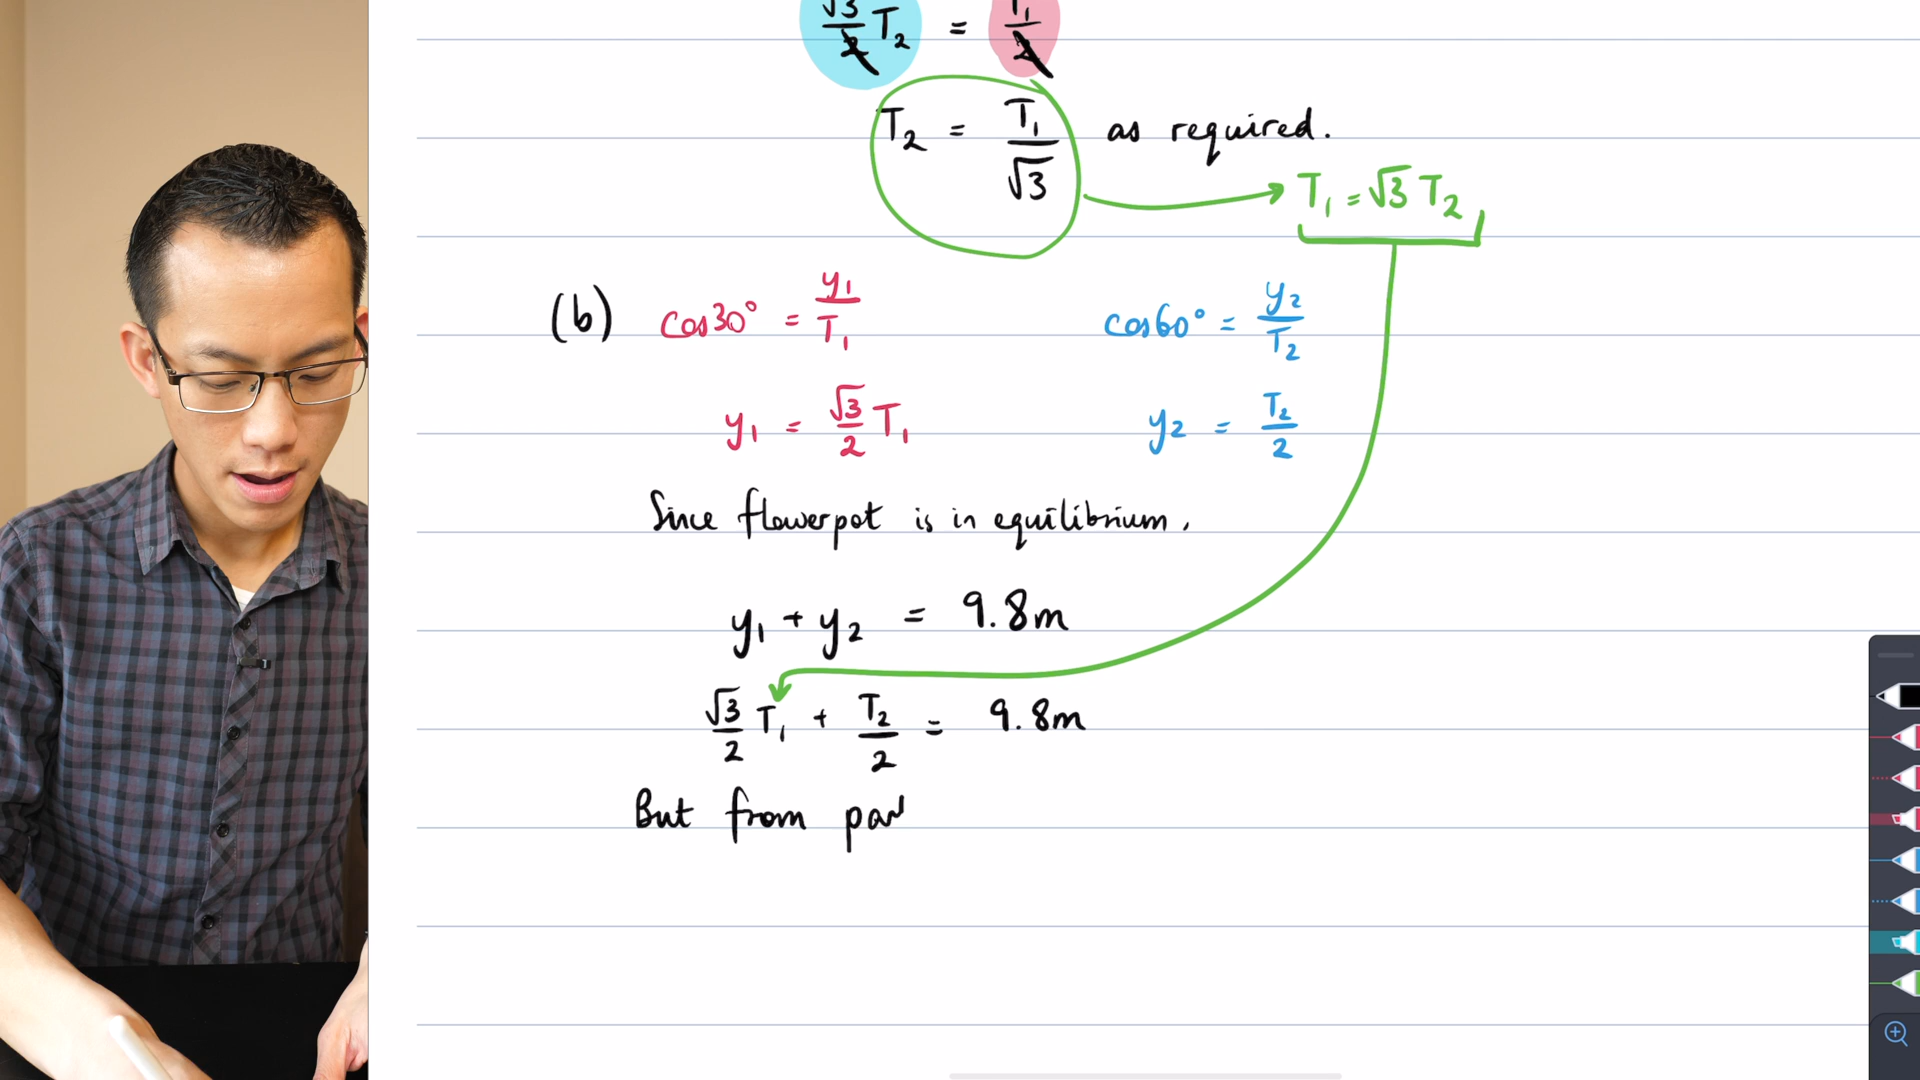 √3/2 T₂ = T₁/2
T₂ = T₁/√3 as required.
T₁ = √3 T₂
(b) cos30° = y₁/T₁ cos60° = y₂/T₂
y₁ = √3/2 T₁ y₂ = T₂/2
Since flowerpot is in equilibrium,
y₁ + y₂ = 9.8m
√3/2 T₁ + T₂/2 = 9.8m
But from par